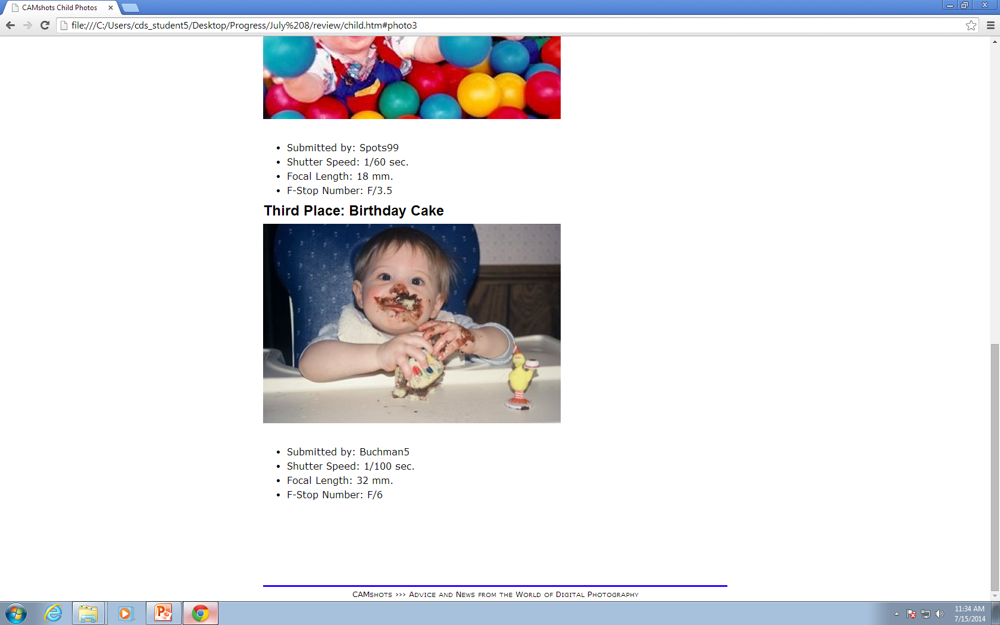 CAMshots Child Photos
file:///C:/Users/cds_student5/Desktop/Progress/July%208/review/child.htm#photo3
• Submitted by: Spots99
• Shutter Speed: 1/60 sec.
• Focal Length: 18 mm.
• F-Stop Number: F/3.5
Third Place: Birthday Cake
• Submitted by: Buchman5
• Shutter Speed: 1/100 sec.
• Focal Length: 32 mm.
• F-Stop Number: F/6
CAMshots >>> Advice and News from the World of Digital Photography
11:34 AM
7/15/2014